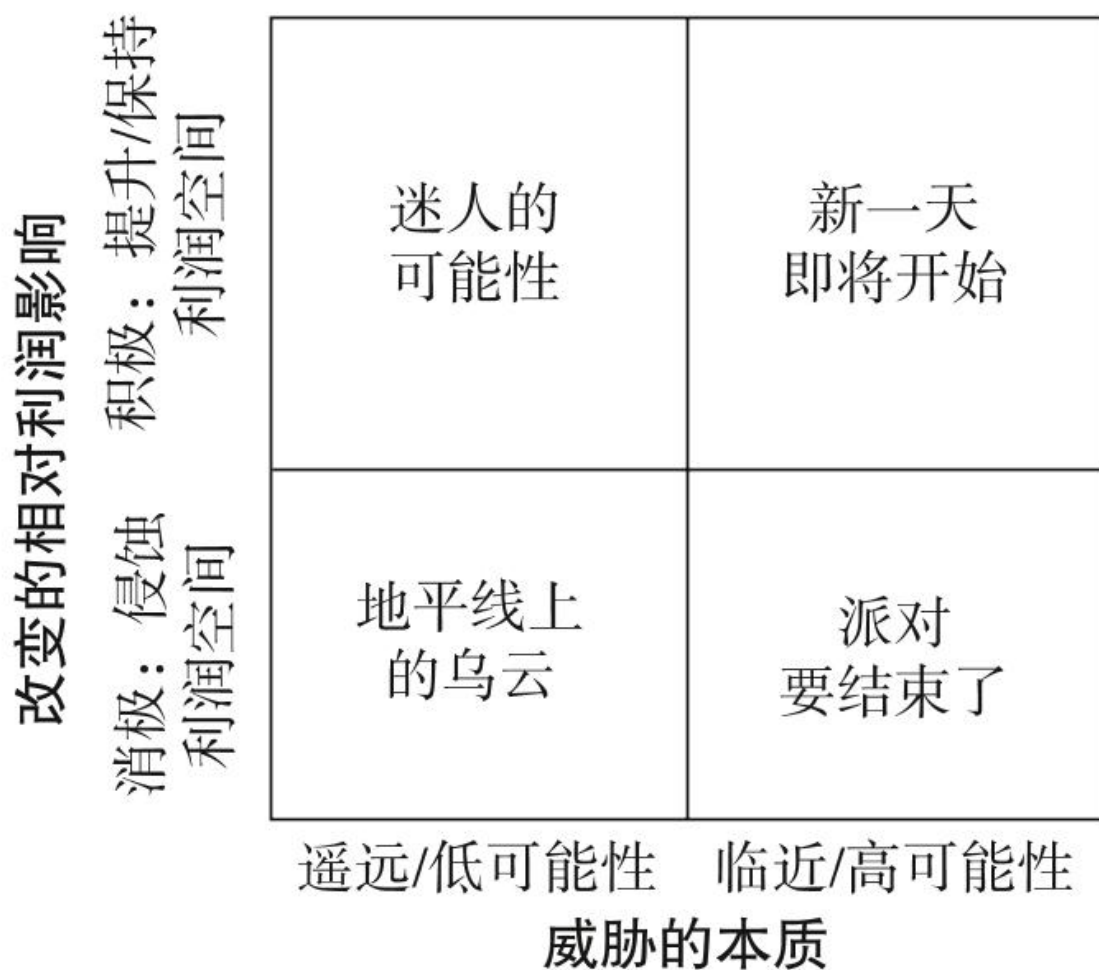 改变的相对利润影响
积极：提升/保持
利润空间
消极：侵蚀
利润空间
迷人的
可能性
新一天
即将开始
地平线上
的乌云
派对
要结束了
遥远/低可能性
临近/高可能性
威胁的本质